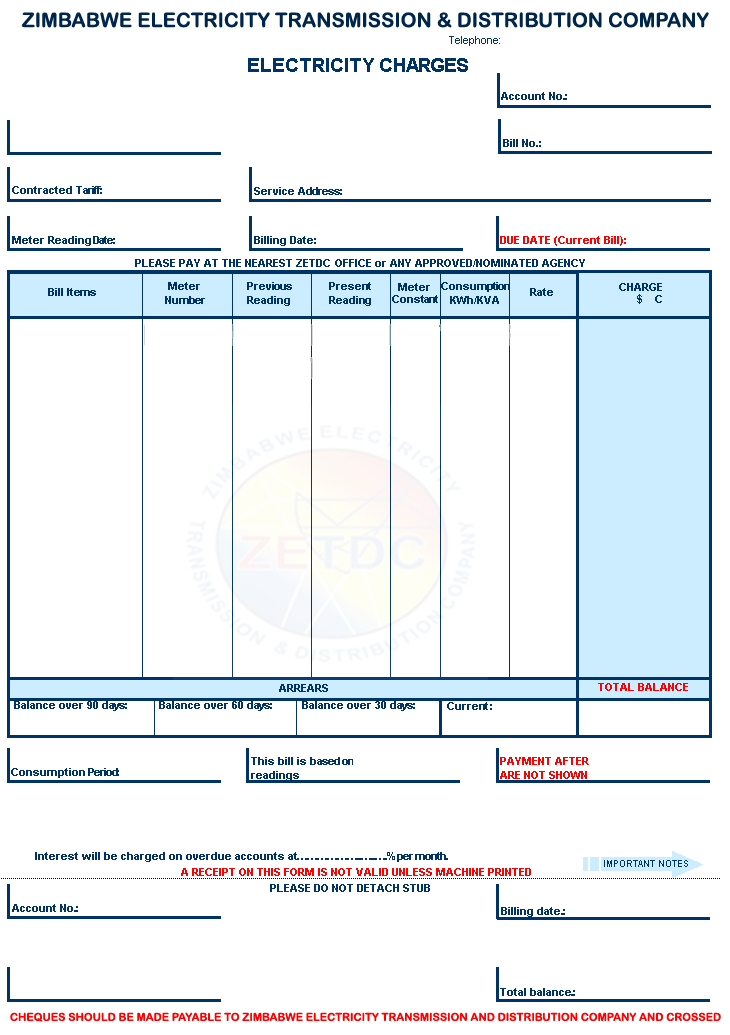 ZIMBABWE ELECTRICITY TRANSMISSION & DISTRIBUTION COMPANY
Telephone:
ELECTRICITY CHARGES
Account No.:
Bill No.:
Contracted Tariff:
Service Address:
Meter Reading Date:
Billing Date:
DUE DATE (Current Bill):
PLEASE PAY AT THE NEAREST ZETDC OFFICE or ANY APPROVED/NOMINATED AGENCY
Bill Items
Meter
Number
Previous
Reading
Present
Reading
Meter
Constant
Consumption
KWh/KVA
Rate
CHARGE
$ C
ZIMBABWE ELECTRICITY
ZETDC
TRANSMISSION & DISTRIBUTION COMPANY
ARREARS
TOTAL BALANCE
Balance over 90 days:
Balance over 60 days:
Balance over 30 days:
Current:
Consumption Period:
This bill is based on
readings
PAYMENT AFTER
ARE NOT SHOWN
Interest will be charged on overdue accounts at..............................% per month.
IMPORTANT NOTES
A RECEIPT ON THIS FORM IS NOT VALID UNLESS MACHINE PRINTED
PLEASE DO NOT DETACH STUB
Account No.:
Billing date.:
Total balance.:
CHEQUES SHOULD BE MADE PAYABLE TO ZIMBABWE ELECTRICITY TRANSMISSION AND DISTRIBUTION COMPANY AND CROSSED